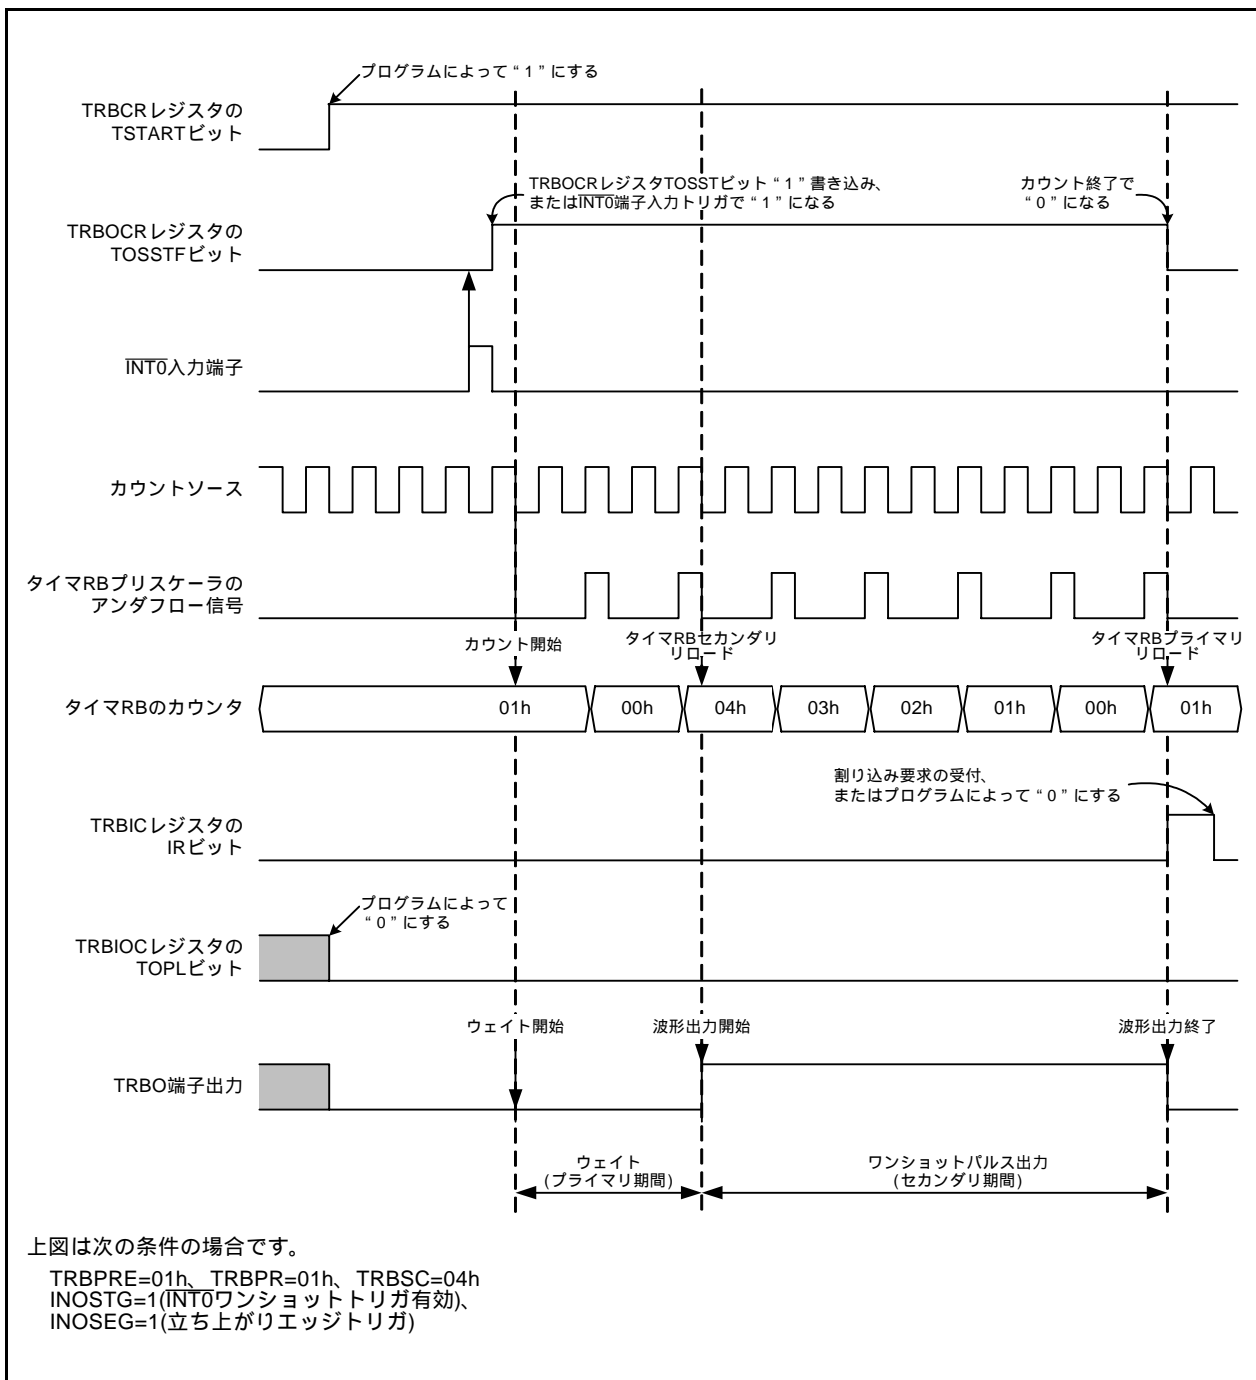 プログラムによって“1”にする
TRBCRレジスタの
TSTARTビット
TRBOCRレジスタTOSSTビット“1”書き込み、
またはINT0端子入力トリガで“1”になる
カウント終了で
“0”になる
TRBOCRレジスタの
TOSSTFビット
INT0入力端子
カウントソース
タイマRBプリスケーラの
アンダフロー信号
カウント開始
タイマRBセカンダリ
リロード
タイマRBプライマリ
リロード
タイマRBのカウンタ
01h 00h 04h 03h 02h 01h 00h 01h
割り込み要求の受付、
またはプログラムによって“0”にする
TRBICレジスタの
IRビット
プログラムによって
“0”にする
TRBIOCレジスタの
TOPLビット
ウェイト開始
波形出力開始
波形出力終了
TRBO端子出力
ウェイト
(プライマリ期間)
ワンショットパルス出力
(セカンダリ期間)
上図は次の条件の場合です。
TRBPRE=01h、TRBPR=01h、TRBSC=04h
INOSTG=1(INT0ワンショットトリガ有効)、
INOSEG=1(立ち上がりエッジトリガ)